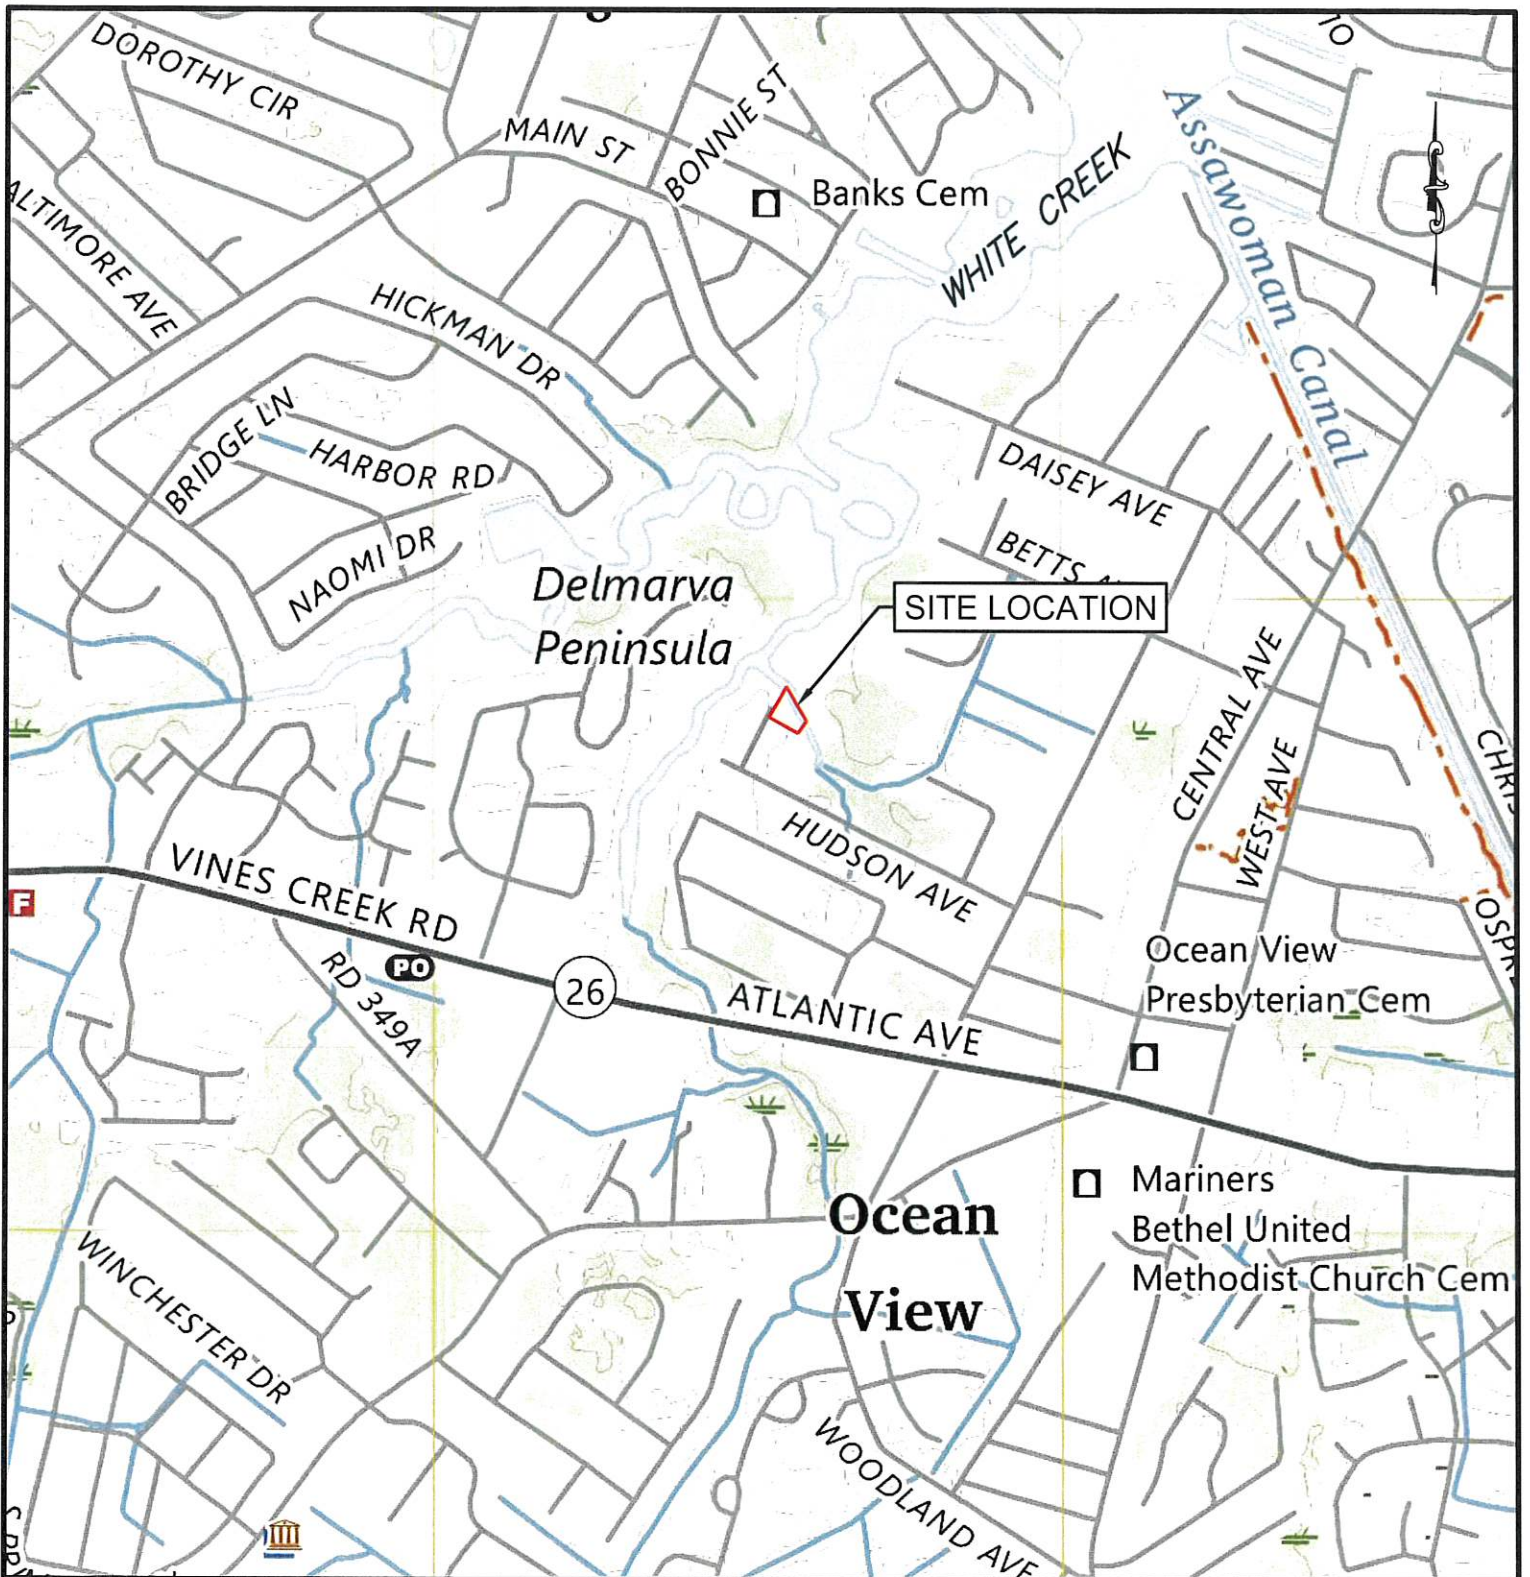 DOROTHY CIR
MAIN ST
BONNIE ST
Banks Cem
WHITE CREEK
Assawoman Canal
ALTIMORE AVE
HICKMAN DR
BRIDGE LN
HARBOR RD
NAOMI DR
DAISEY AVE
BETTS
Delmarva
Peninsula
SITE LOCATION
CENTRAL AVE
WEST AVE
CHRIS
HUDSON AVE
VINES CREEK RD
F
PO
RD 349A
26
ATLANTIC AVE
OSPRE
Ocean View
Presbyterian Cem
Mariners
Bethel United
Methodist Church Cem
Ocean
View
WINCHESTER DR
WOODLAND AVE